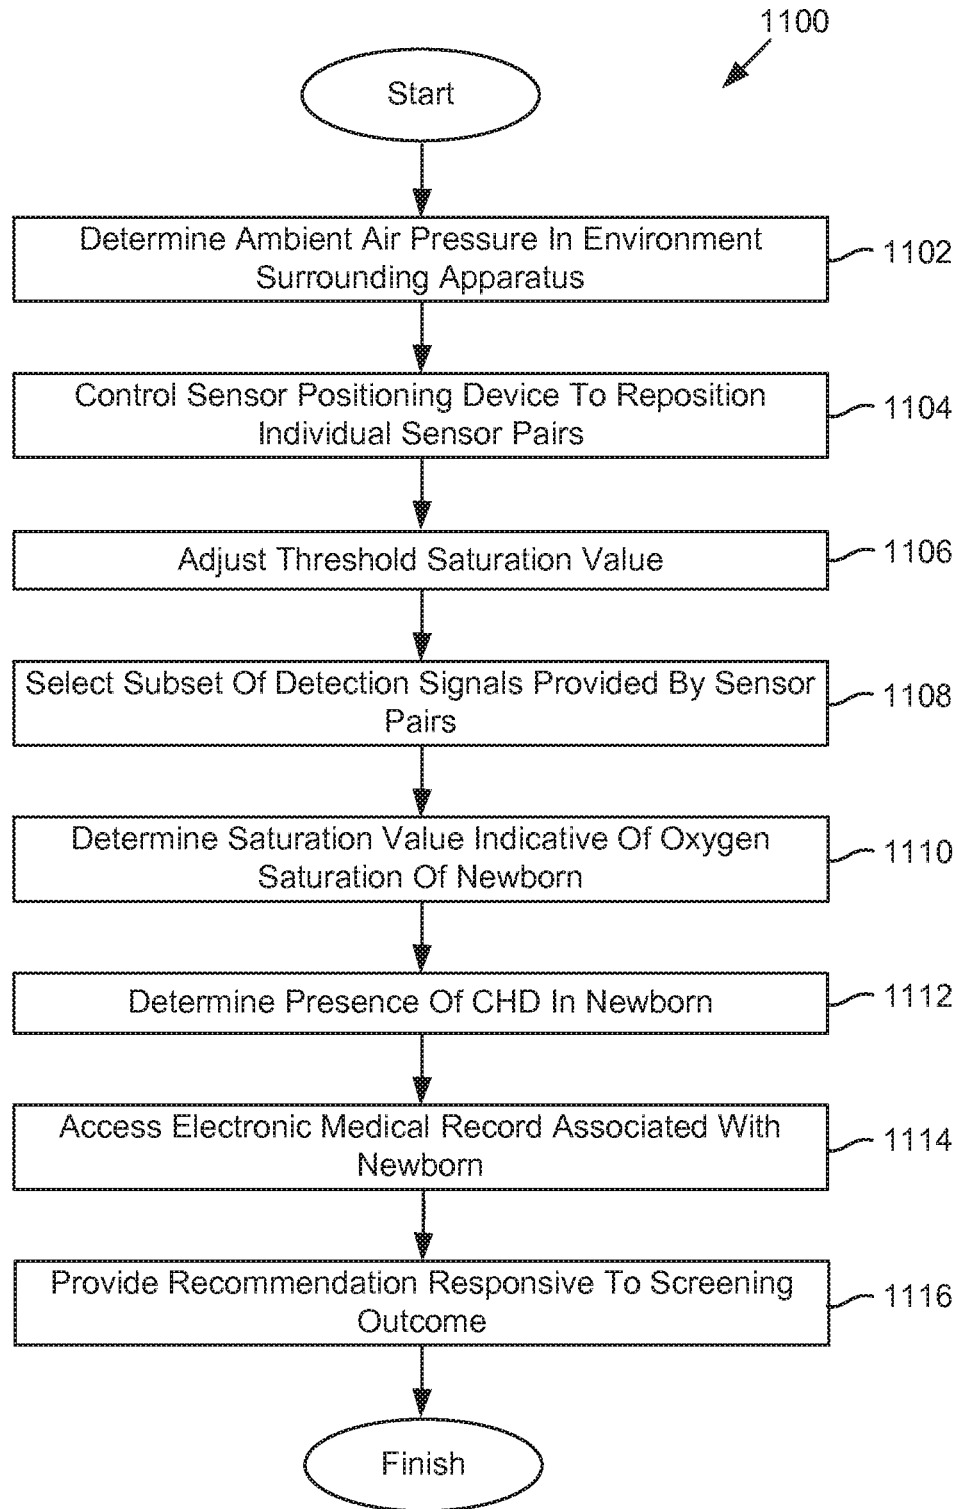 1100
Start
Determine Ambient Air Pressure In Environment
Surrounding Apparatus
1102
Control Sensor Positioning Device To Reposition
Individual Sensor Pairs
1104
Adjust Threshold Saturation Value
1106
Select Subset Of Detection Signals Provided By Sensor
Pairs
1108
Determine Saturation Value Indicative Of Oxygen
Saturation Of Newborn
1110
Determine Presence Of CHD In Newborn
1112
Access Electronic Medical Record Associated With
Newborn
1114
Provide Recommendation Responsive To Screening
Outcome
1116
Finish